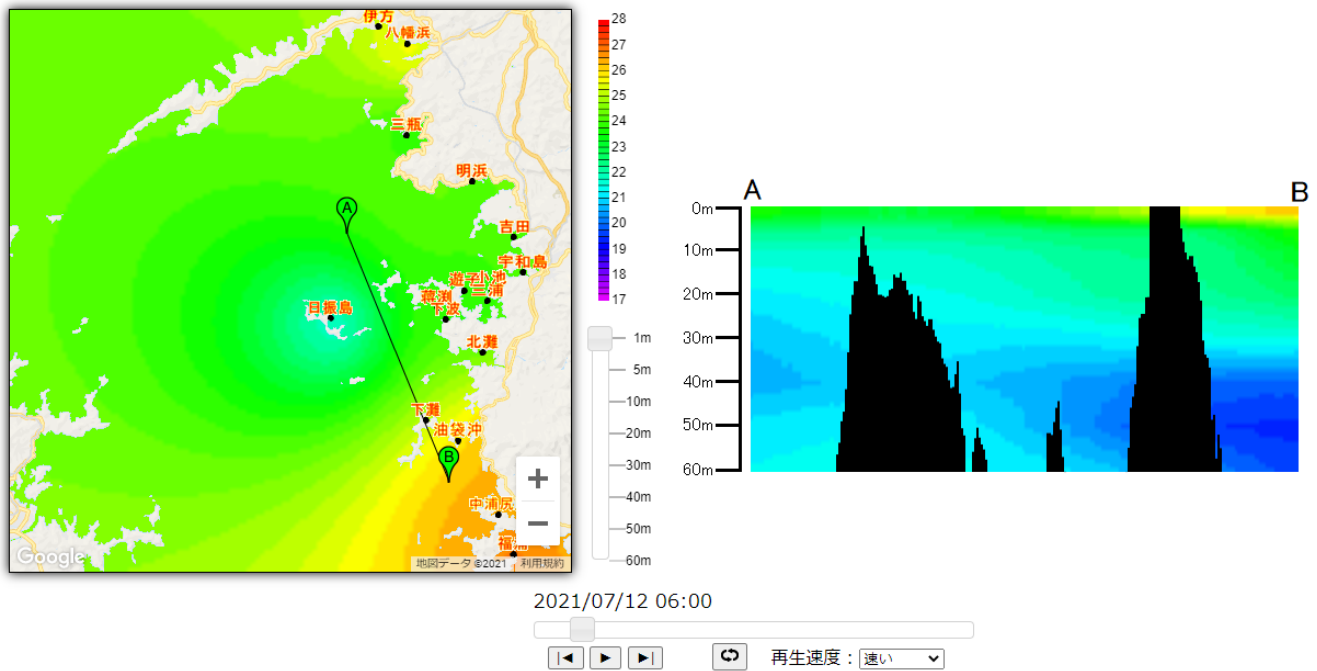 伊方
八幡浜
三瓶
明浜
A
吉田
宇和島
小池
遊子
三浦
蒋渕
下波
日振島
北灘
下灘
油袋沖
B
中浦尻
Google
地図データ ©2021
利用規約
28
27
26
25
24
23
22
21
20
19
18
17
1m
5m
10m
20m
30m
40m
50m
60m
A
B
0m
10m
20m
30m
40m
50m
60m
2021/07/12 06:00
再生速度：速い